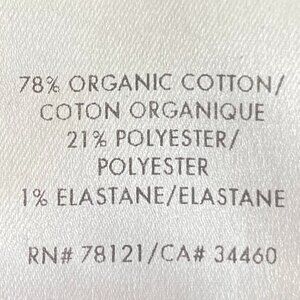 78% ORGANIC COTTON/
COTON ORGANIQUE
21% POLYESTER/
POLYESTER
1% ELASTANE/ELASTANE
RN# 78121/CA# 34460